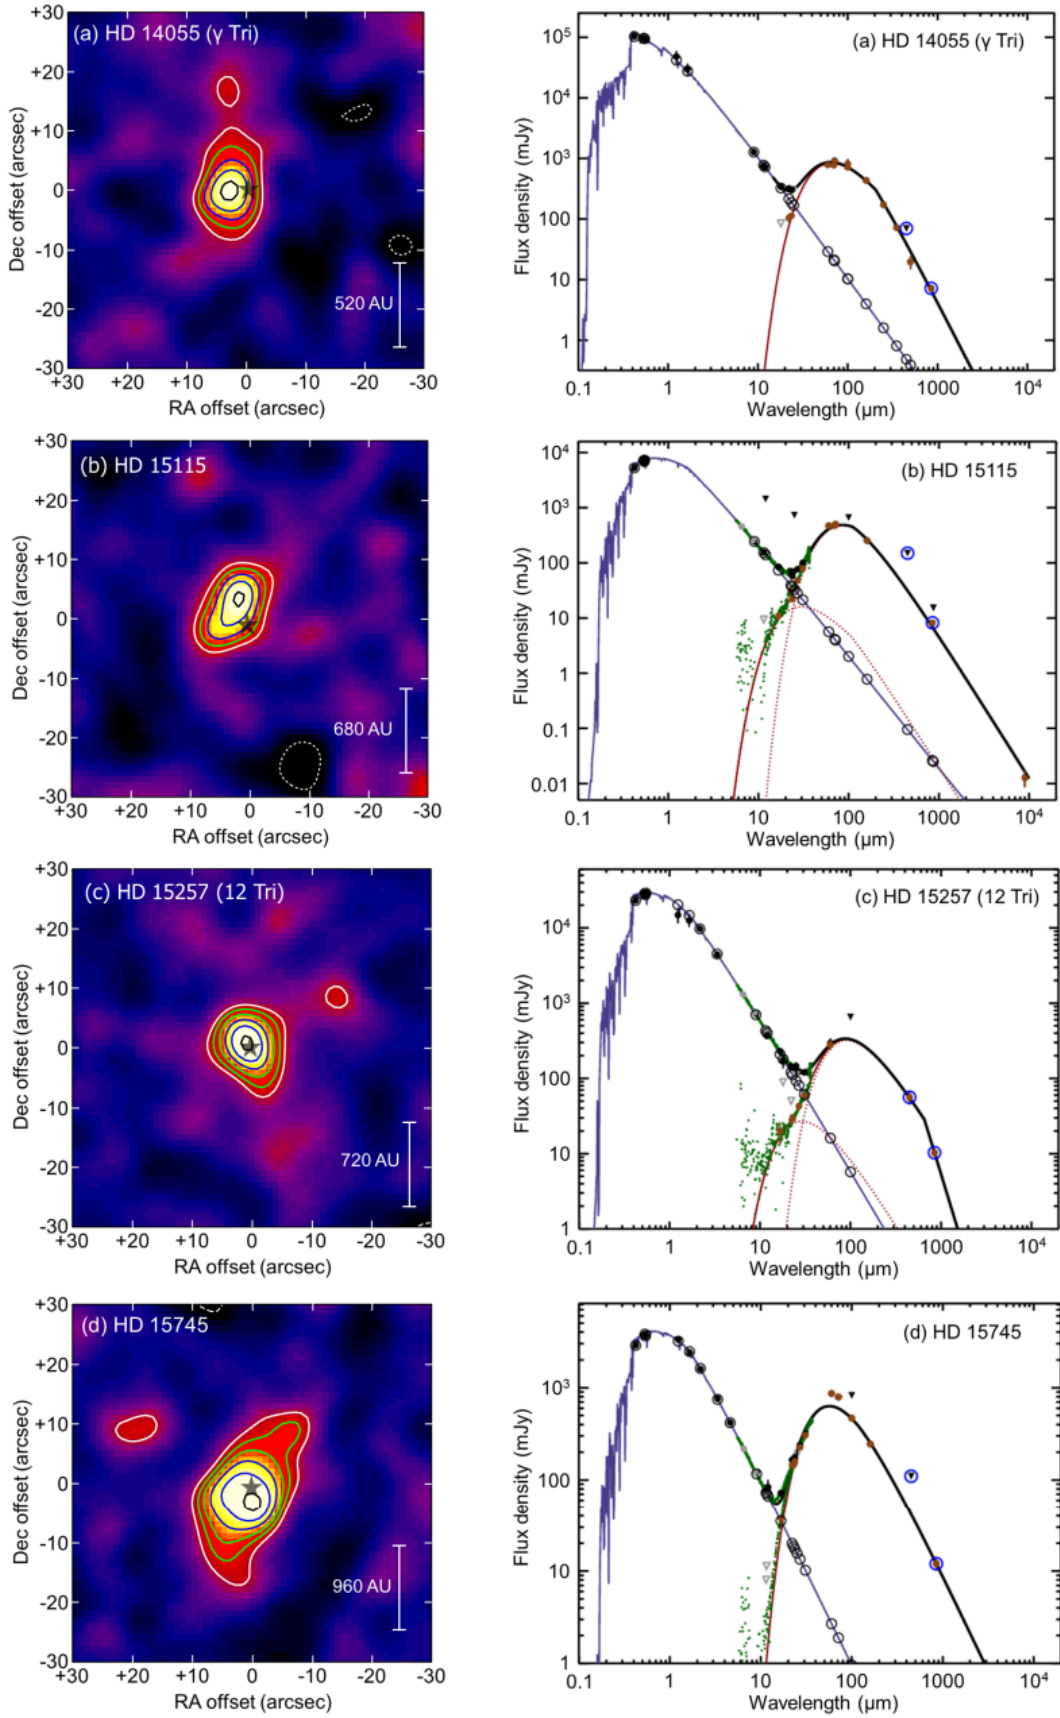 (a) HD 14055 (γ Tri)
+30
+20
+10
0
-10
-20
-30
Dec offset (arcsec)
520 AU
+30 +20 +10 0 -10 -20 -30
RA offset (arcsec)
(a) HD 14055 (γ Tri)
10⁵
10⁴
10³
100
10
1
Flux density (mJy)
0.1 1 10 100 1000 10⁴
Wavelength (µm)
(b) HD 15115
+30
+20
+10
0
-10
-20
-30
Dec offset (arcsec)
680 AU
+30 +20 +10 0 -10 -20 -30
RA offset (arcsec)
(b) HD 15115
10⁴
10³
100
10
1
0.1
0.01
Flux density (mJy)
0.1 1 10 100 1000 10⁴
Wavelength (µm)
(c) HD 15257 (12 Tri)
+30
+20
+10
0
-10
-20
-30
Dec offset (arcsec)
720 AU
+30 +20 +10 0 -10 -20 -30
RA offset (arcsec)
(c) HD 15257 (12 Tri)
10⁴
10³
100
10
1
Flux density (mJy)
0.1 1 10 100 1000 10⁴
Wavelength (µm)
(d) HD 15745
+30
+20
+10
0
-10
-20
-30
Dec offset (arcsec)
960 AU
+30 +20 +10 0 -10 -20 -30
RA offset (arcsec)
(d) HD 15745
10³
100
10
1
Flux density (mJy)
0.1 1 10 100 1000 10⁴
Wavelength (µm)